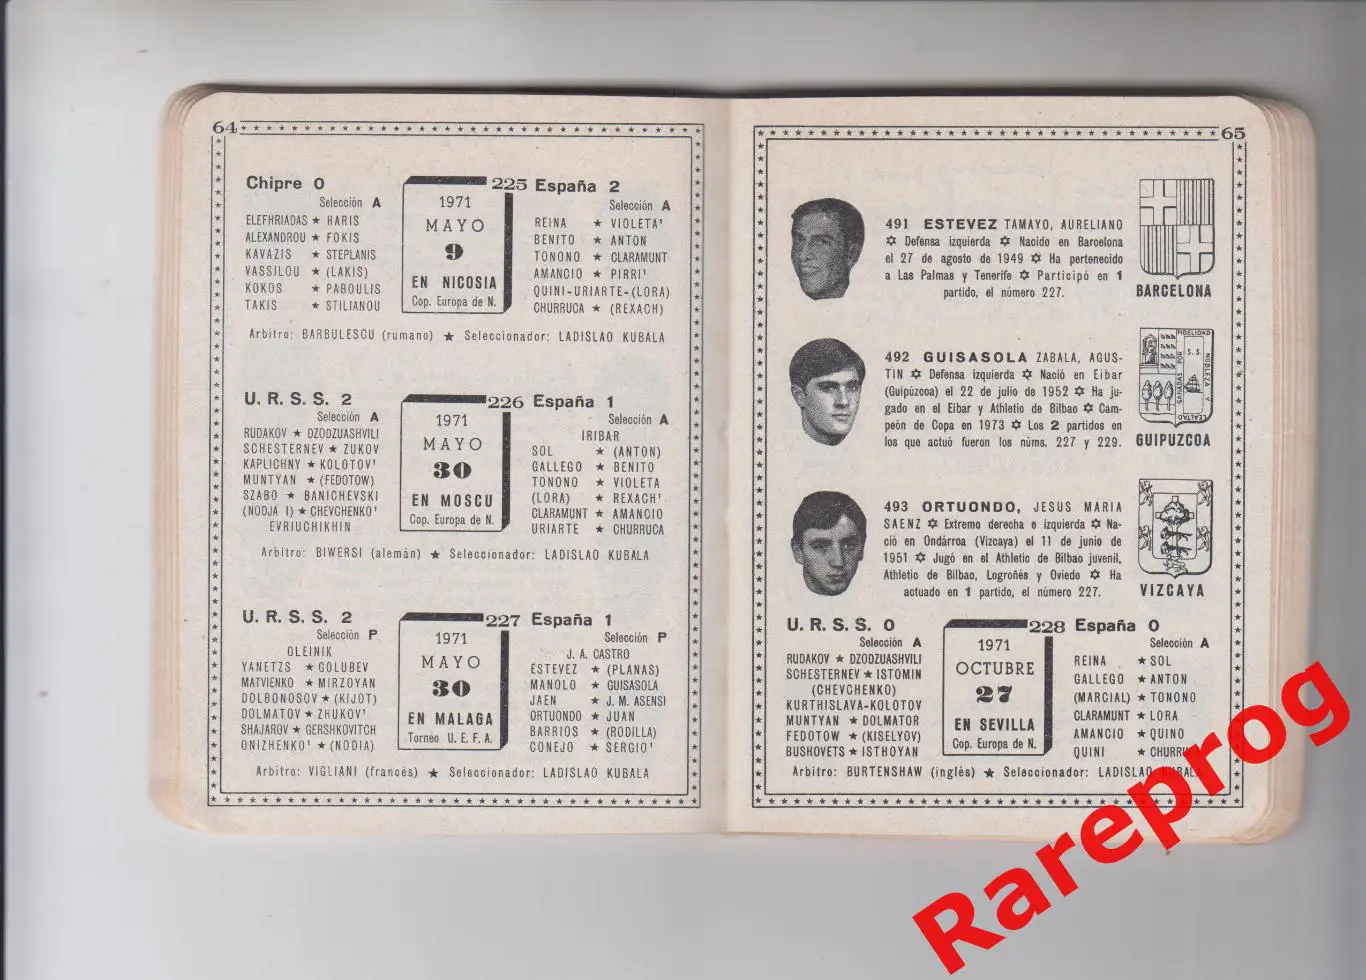 64
Chipre 0
225 España 2
Selección A
1971
MAYO
9
EN NICOSIA
Cop. Europa de N.
Selección A
ELEFHRIADAS ★ HARIS
ALEXANDROU ★ FOKIS
KAVAZIS ★ STEPLANIS
VASSILOU ★ (LAKIS)
KOKOS ★ PABOULIS
TAKIS ★ STILIANOU
REINA ★ VIOLETA¹
BENITO ★ ANTON
TONONO ★ CLARAMUNT
AMANCIO ★ PIRRI¹
QUINI-URIARTE-(LORA)
CHURRUCA ★ (REXACH)
Arbitro: BARBULESCU (rumano) ★ Seleccionador: LADISLAO KUBALA
U. R. S. S. 2
226 España 1
Selección A
1971
MAYO
30
EN MOSCU
Cop. Europa de N.
Selección A
RUDAKOV ★ DZODZUASHVILI
SCHESTERNEV ★ ZUKOV
KAPLICHNY ★ KOLOTOV¹
MUNTYAN ★ (FEDOTOW)
SZABO ★ BANICHEVSKI
(NODJA I) ★ CHEVCHENKO¹
EVRIUCHIKHIN
IRIBAR
SOL ★ (ANTON)
GALLEGO ★ BENITO
TONONO ★ VIOLETA
(LORA) ★ REXACH¹
CLARAMUNT ★ AMANCIO
URIARTE ★ CHURRUCA
Arbitro: BIWERSI (alemán) ★ Seleccionador: LADISLAO KUBALA
U. R. S. S. 2
227 España 1
Selección P
1971
MAYO
30
EN MALAGA
Torneo U. E. F. A.
Selección P
OLEINIK
YANETZS ★ GOLUBEV
MATVIENKO ★ MIRZOYAN
DOLBONOSOV ★ (KIJOT)
DOLMATOV ★ ZHUKOV¹
SHAJAROV ★ GERSHKOVITCH
ONIZHENKO¹ ★ (NODIA)
J. A. CASTRO
ESTEVEZ ★ (PLANAS)
MANOLO ★ GUISASOLA
JAEN ★ J. M. ASENSI
ORTUONDO ★ JUAN
BARRIOS ★ (RODILLA)
CONEJO ★ SERGIO¹
Arbitro: VIGLIANI (francés) ★ Seleccionador: LADISLAO KUBALA
65
491 ESTEVEZ TAMAYO, AURELIANO
✡ Defensa izquierda ✡ Nacido en Barcelona
el 27 de agosto de 1949 ✡ Ha pertenecido
a Las Palmas y Tenerife ✡ Participó en 1
partido, el número 227.
BARCELONA
492 GUISASOLA ZABALA, AGUS-
TIN ✡ Defensa izquierda ✡ Nació en Eibar
(Guipúzcoa) el 22 de julio de 1952 ✡ Ha ju-
gado en el Eibar y Athletic de Bilbao ✡ Cam-
peón de Copa en 1973 ✡ Los 2 partidos en
los que actuó fueron los núms. 227 y 229.
FIDELIDAD
NOBLEZA Y
LEALTAD
GANADAS POR
S. S.
GUIPUZCOA
493 ORTUONDO, JESUS MARIA
SAENZ ✡ Extremo derecha e izquierda ✡ Na-
ció en Ondárroa (Vizcaya) el 11 de junio de
1951 ✡ Jugó en el Athletic de Bilbao juvenil,
Athletic de Bilbao, Logroñés y Oviedo ✡ Ha
actuado en 1 partido, el número 227.
VIZCAYA
U. R. S. S. 0
228 España 0
Selección A
1971
OCTUBRE
27
EN SEVILLA
Cop. Europa de N.
Selección A
RUDAKOV ★ DZODZUASHVILI
SCHESTERNEV ★ ISTOMIN
(CHEVCHENKO)
KURTHISLAVA-KOLOTOV
MUNTYAN ★ DOLMATOR
FEDOTOW ★ (KISELYOV)
BUSHOVETS ★ ISTHOYAN
REINA ★ SOL
GALLEGO ★ ANTON
(MARCIAL) ★ TONONO
CLARAMUNT ★ LORA
AMANCIO ★ QUINO
QUINI ★ CHURRU
Arbitro: BURTENSHAW (inglés) ★ Seleccionador: LADISLAO KUBALA
Rareprog